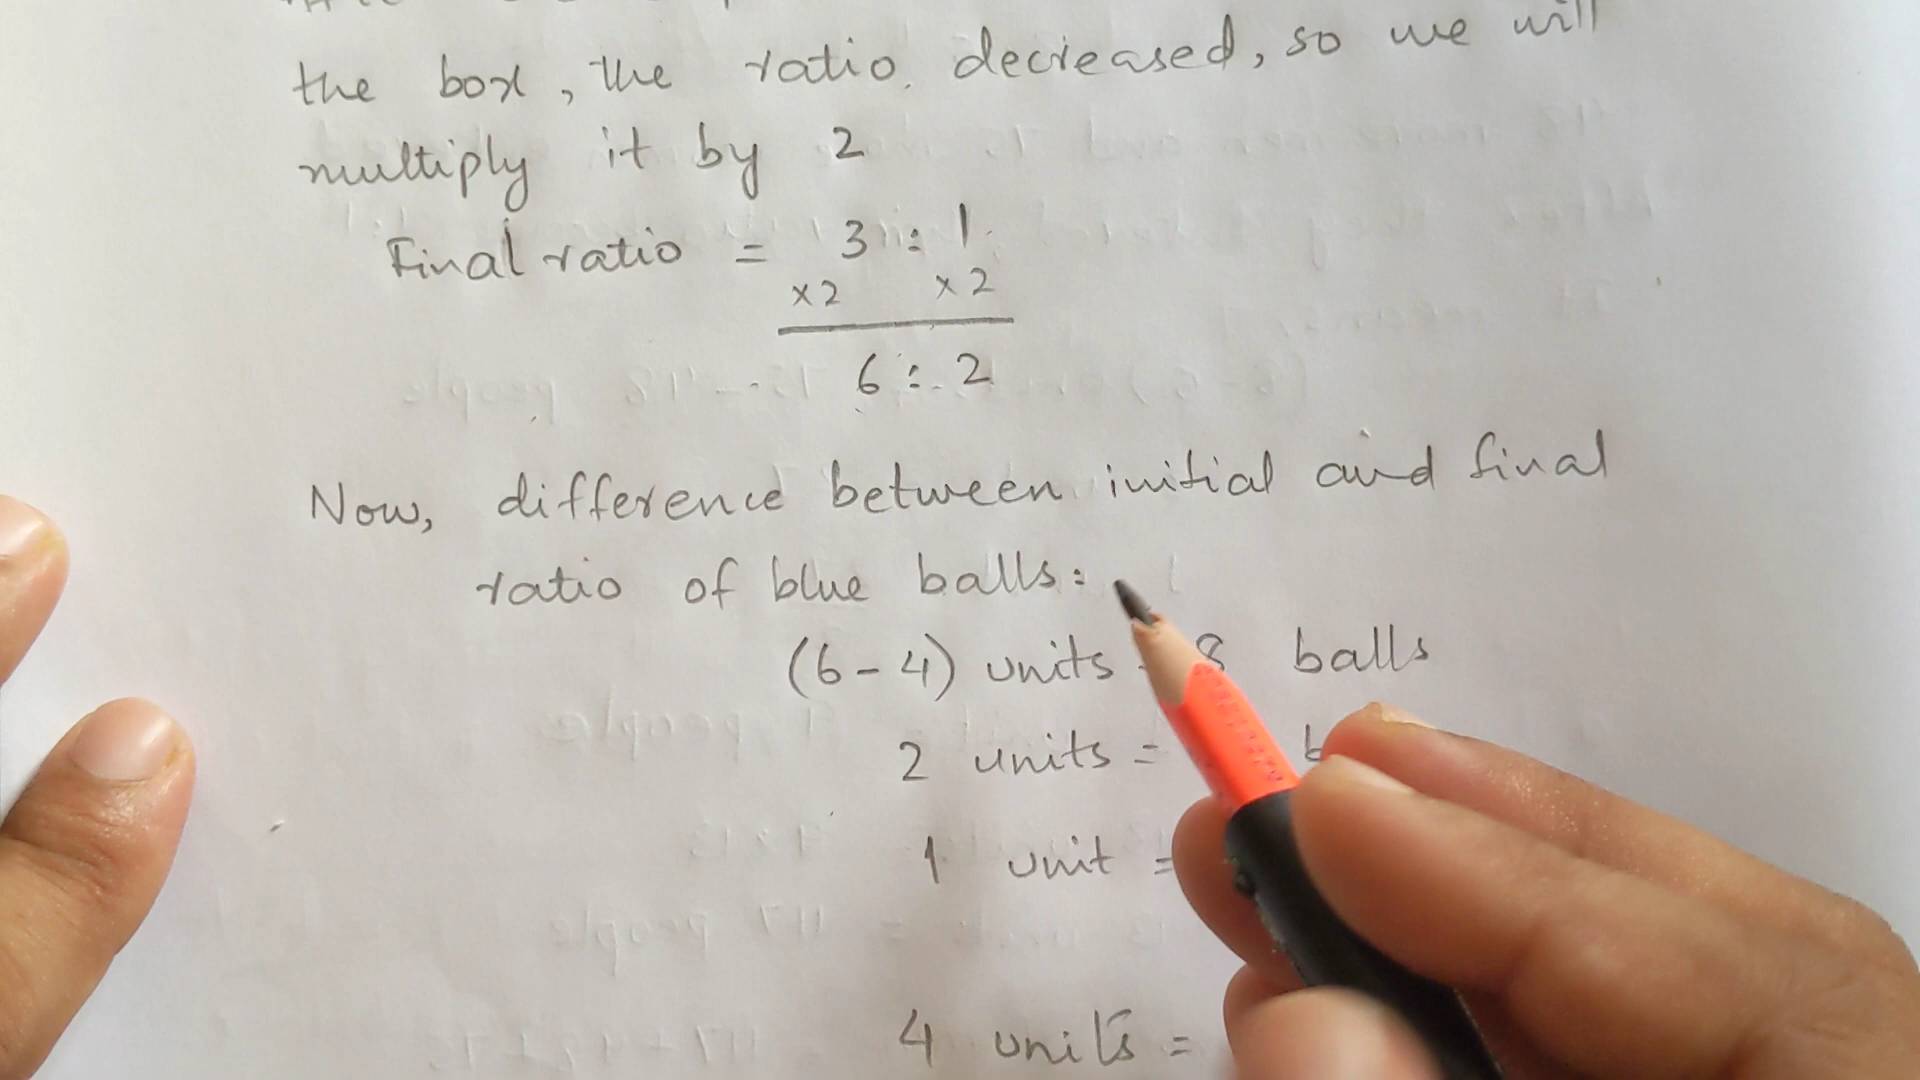 the box, the ratio decreased, so we will
multiply it by 2
Final ratio = 3 : 1
×2 ×2
6 : 2
Now, difference between initial and final
ratio of blue balls:
(6-4) units 8 balls
2 units =
1 unit =
4 units =